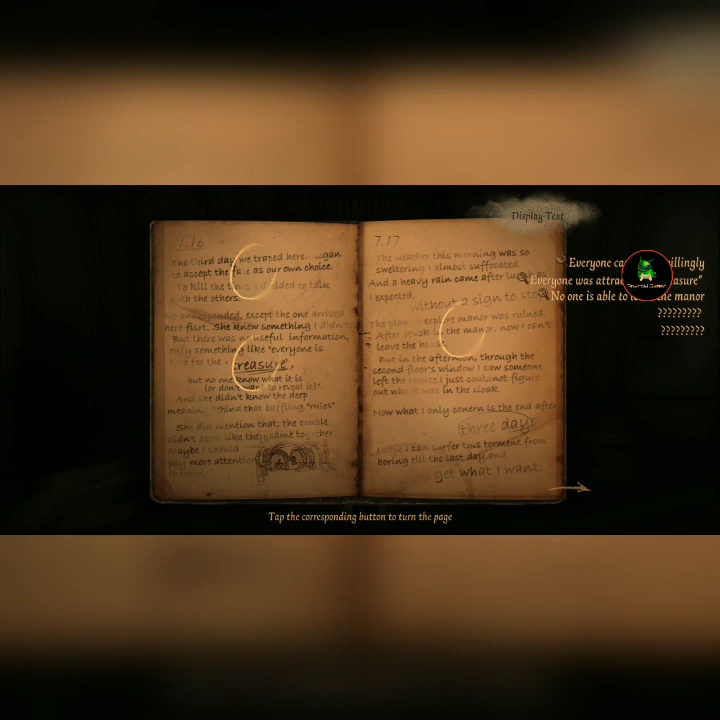 7.16
The third day we traped here. I began
to accept the fate as our own choice.
To kill the time, I decided to talk
with the others.
No one responded, except the one arrived
here fisrt. She knew something I didn't
But there was no useful information,
only something like "everyone is
here for the treasure",
but no one know what it is
(or don't want to reveal it)".
And she didn't know the deep
meaning behind that baffling "rules"
She did mention that, the couple
didn't seem like they came together.
Maybe I should
pay more attention
to them.
7.17
The weather this morning was so
sweltering I almost suffocated.
And a heavy rain came after lunch as
I expected.
without a sign to stop
The plan to explore manor was ruined.
After stuck in the manor, now I can't
leave the house.
But in the afternoon, through the
second floor's window I saw someone
left the house. I just could not figure
out who it was in the cloak.
Now what I only conern is the end after
three days
I hope I can surfer this torment from
boring till the last day, and
get what I want.
Display Text
Everyone willingly
Everyone was
No one is able to the manor
?????????
?????????
Android Gamer
Tap the corresponding button to turn the page